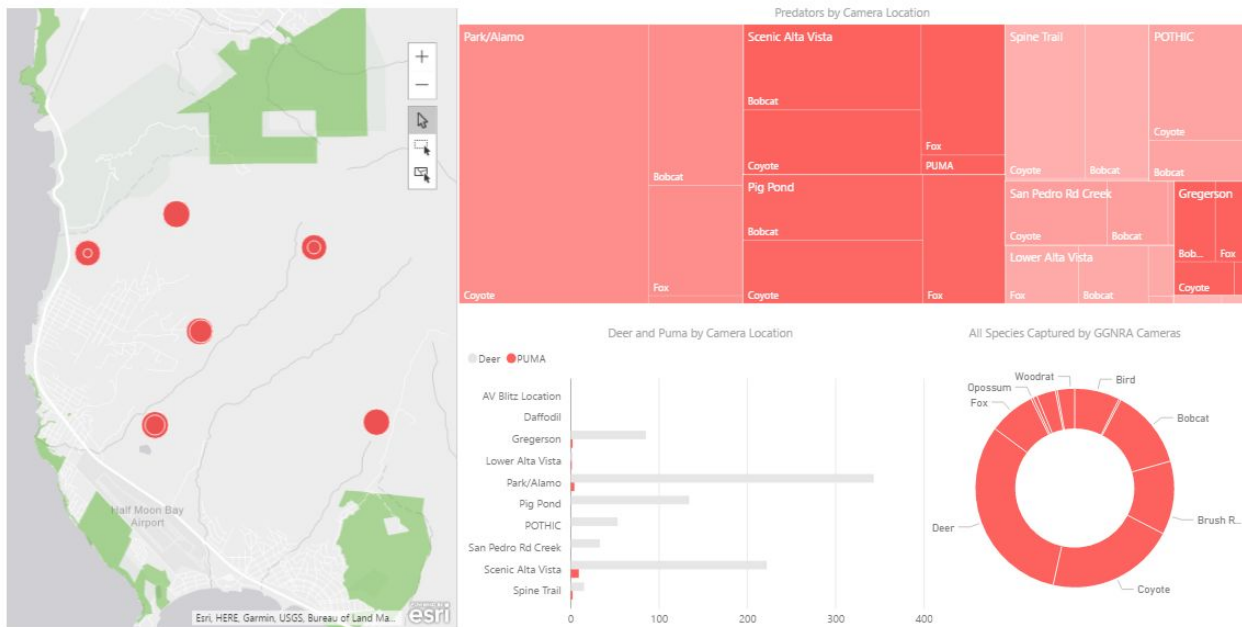 +
−
Half Moon Bay
Airport
Esri, HERE, Garmin, USGS, Bureau of Land Ma...
POWERED BY
esri
Predators by Camera Location
Park/Alamo
Coyote
Bobcat
Fox
Scenic Alta Vista
Bobcat
Coyote
Fox
PUMA
Pig Pond
Bobcat
Coyote
Fox
Spine Trail
Coyote
Bobcat
POTHIC
Coyote
Bobcat
San Pedro Rd Creek
Coyote
Bobcat
Gregerson
Bob...
Fox
Coyote
Lower Alta Vista
Fox
Bobcat
Deer and Puma by Camera Location
Deer PUMA
AV Blitz Location
Daffodil
Gregerson
Lower Alta Vista
Park/Alamo
Pig Pond
POTHIC
San Pedro Rd Creek
Scenic Alta Vista
Spine Trail
0 100 200 300 400
All Species Captured by GGNRA Cameras
Woodrat
Bird
Opossum
Fox
Bobcat
Deer
Brush R...
Coyote